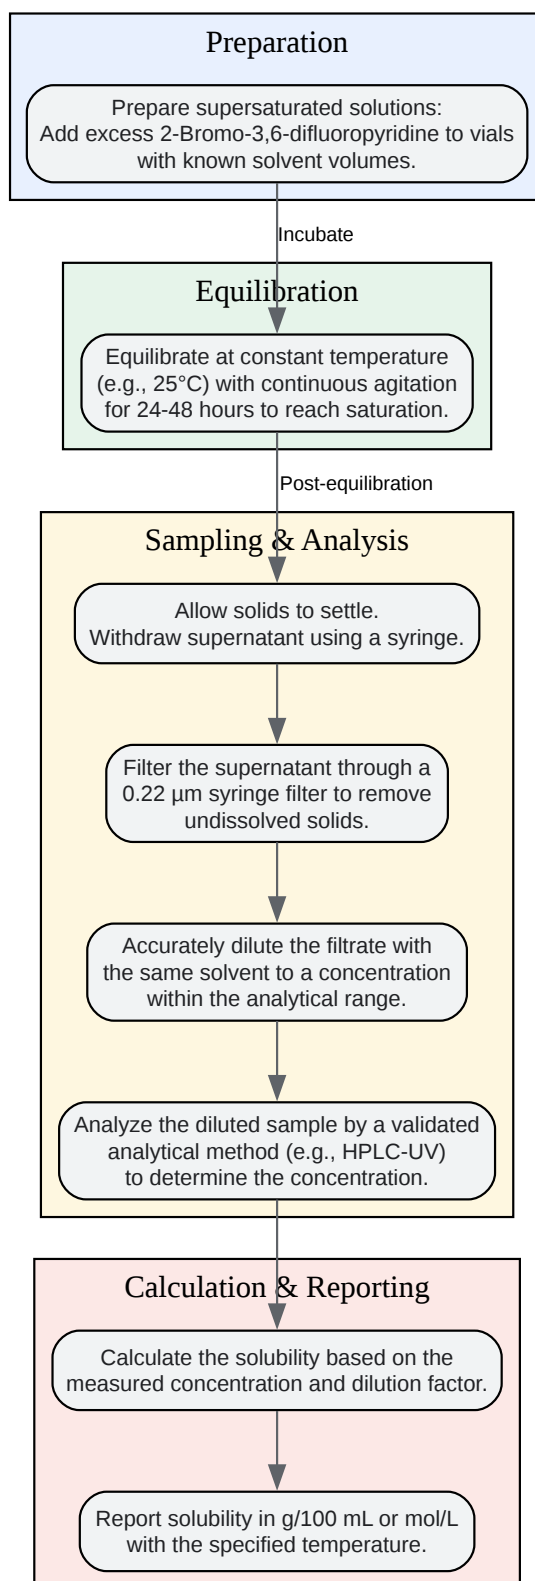 Preparation
Prepare supersaturated solutions:
Add excess 2-Bromo-3,6-difluoropyridine to vials
with known solvent volumes.
Incubate
Equilibration
Equilibrate at constant temperature
(e.g., 25°C) with continuous agitation
for 24-48 hours to reach saturation.
Post-equilibration
Sampling & Analysis
Allow solids to settle.
Withdraw supernatant using a syringe.
Filter the supernatant through a
0.22 µm syringe filter to remove
undissolved solids.
Accurately dilute the filtrate with
the same solvent to a concentration
within the analytical range.
Analyze the diluted sample by a validated
analytical method (e.g., HPLC-UV)
to determine the concentration.
Calculation & Reporting
Calculate the solubility based on the
measured concentration and dilution factor.
Report solubility in g/100 mL or mol/L
with the specified temperature.